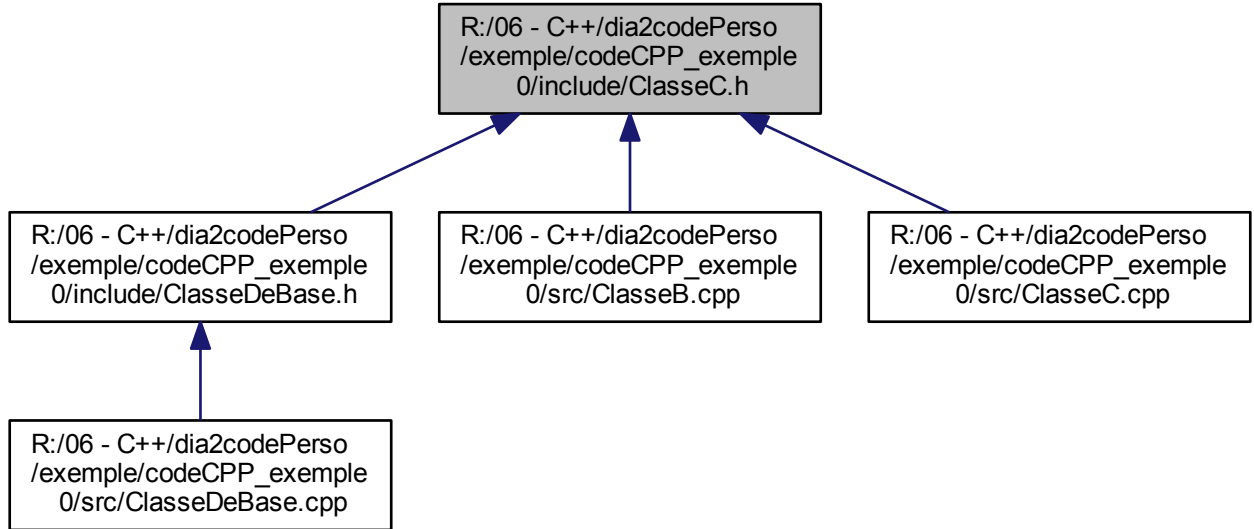 R:/06 - C++/dia2codePerso
/exemple/codeCPP_exemple
0/include/ClasseC.h
R:/06 - C++/dia2codePerso
/exemple/codeCPP_exemple
0/include/ClasseDeBase.h
R:/06 - C++/dia2codePerso
/exemple/codeCPP_exemple
0/src/ClasseB.cpp
R:/06 - C++/dia2codePerso
/exemple/codeCPP_exemple
0/src/ClasseC.cpp
R:/06 - C++/dia2codePerso
/exemple/codeCPP_exemple
0/src/ClasseDeBase.cpp